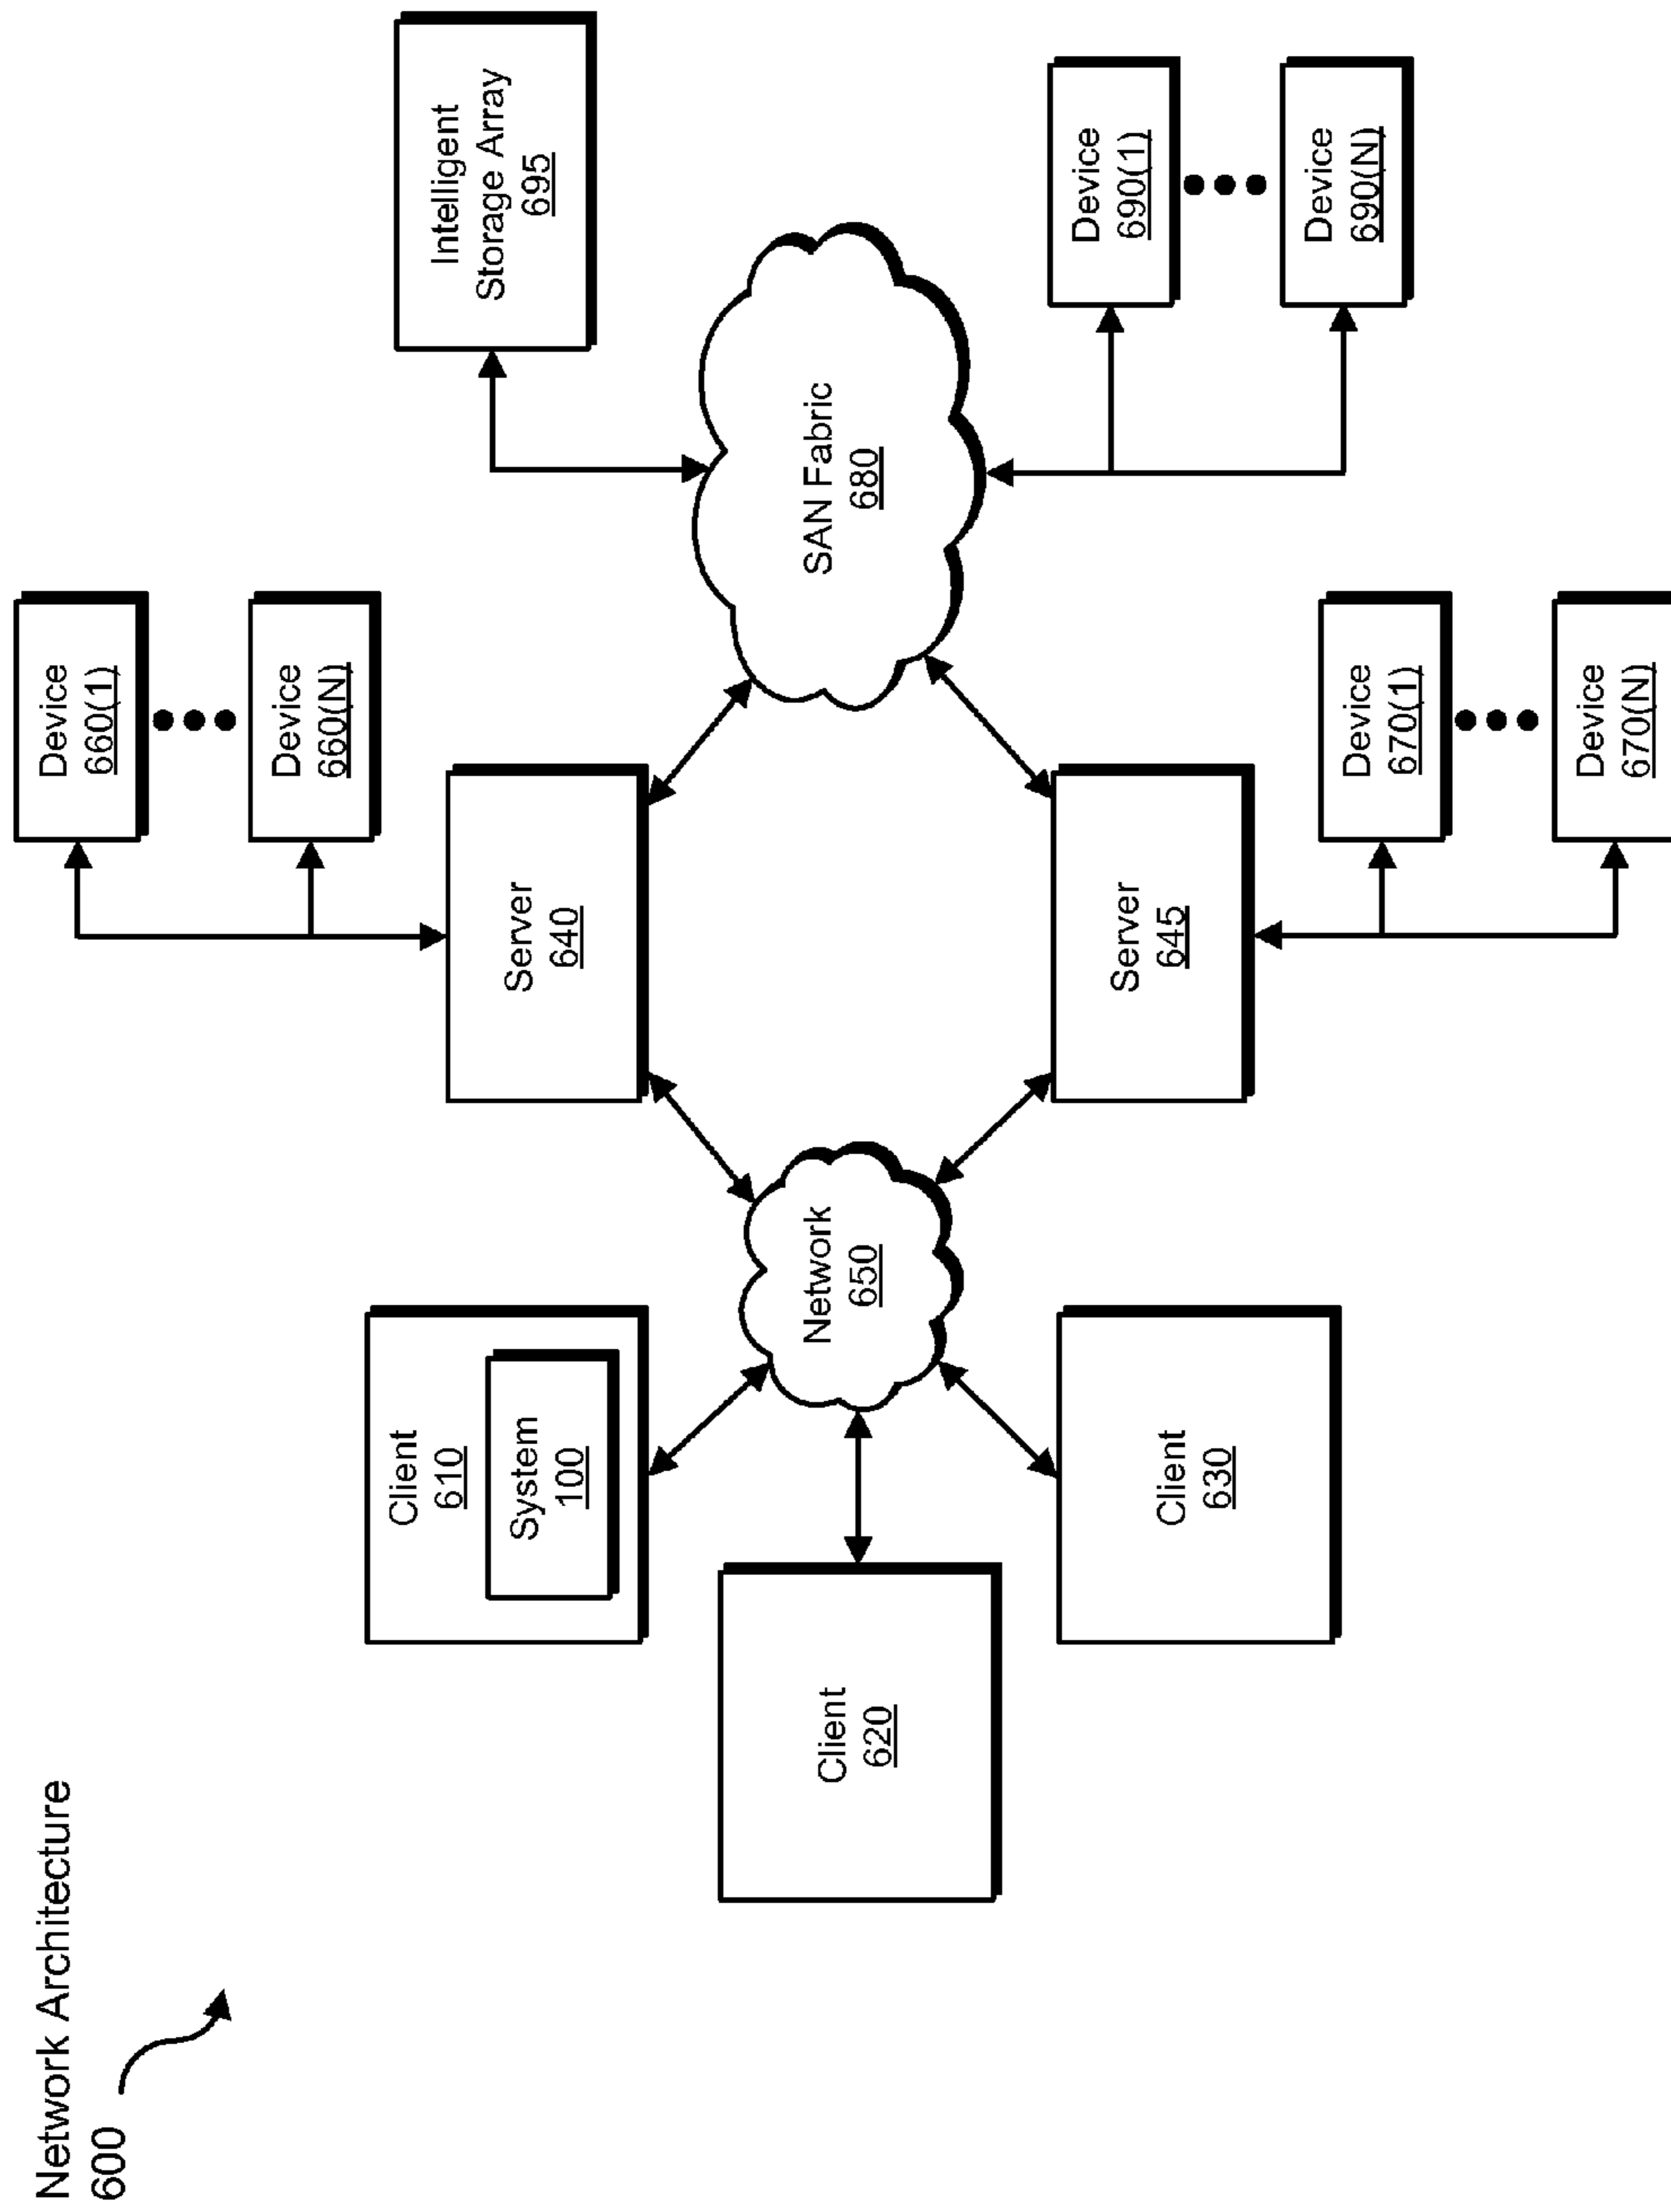 Network Architecture
600
Client
610
System
100
Client
620
Client
630
Network
650
Server
640
Server
645
Device
660(1)
Device
660(N)
Device
670(1)
Device
670(N)
SAN Fabric
680
Intelligent
Storage Array
695
Device
690(1)
Device
690(N)